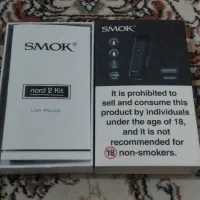 SMOK®
nord 2 Kit
User Manual
SMOK®
It is prohibited to
sell and consume this
product by individuals
under the age of 18,
and is not
recommended for
18 non-smokers.